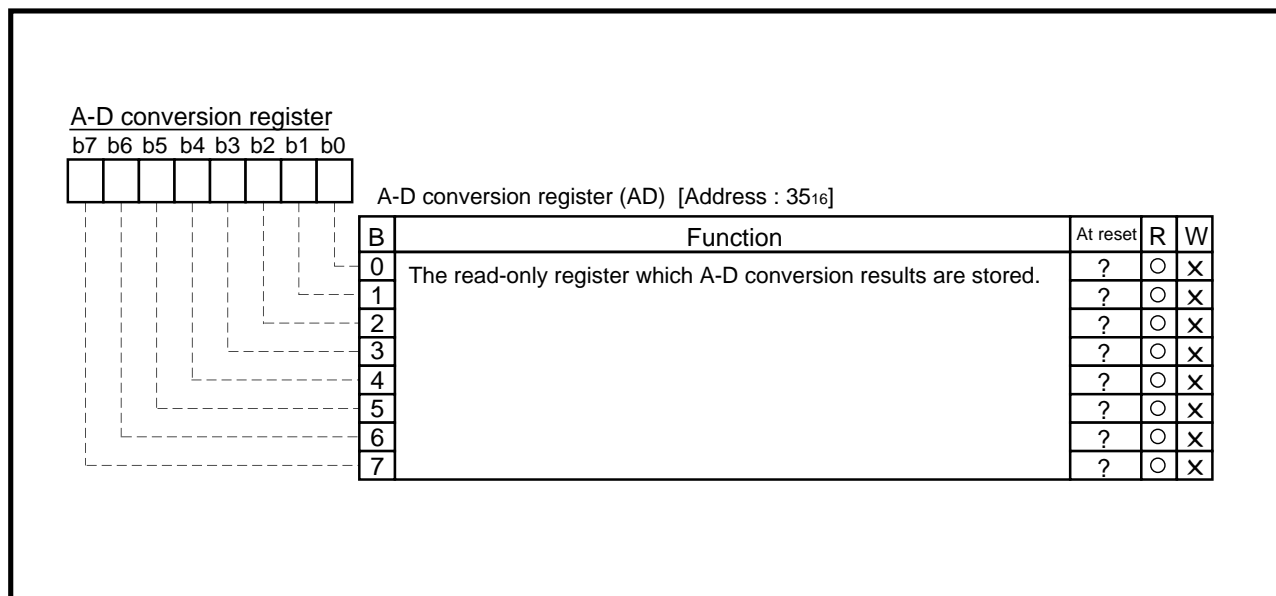 A-D conversion register
b7 b6 b5 b4 b3 b2 b1 b0
A-D conversion register (AD) [Address : 35₁₆]
B Function At reset R W
0 The read-only register which A-D conversion results are stored. ? ○ ×
1 ? ○ ×
2 ? ○ ×
3 ? ○ ×
4 ? ○ ×
5 ? ○ ×
6 ? ○ ×
7 ? ○ ×